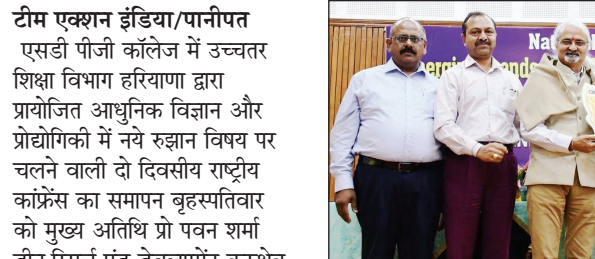 टीम एक्शन इंडिया/पानीपत
एसडी पीजी कॉलेज में उच्चतर
शिक्षा विभाग हरियाणा द्वारा
प्रायोजित आधुनिक विज्ञान और
प्रोद्योगिकी में नये रुझान विषय पर
चलने वाली दो दिवसीय राष्ट्रीय
कांफ्रेंस का समापन बृहस्पतिवार
को मुख्य अतिथि प्रो पवन शर्मा
Nat